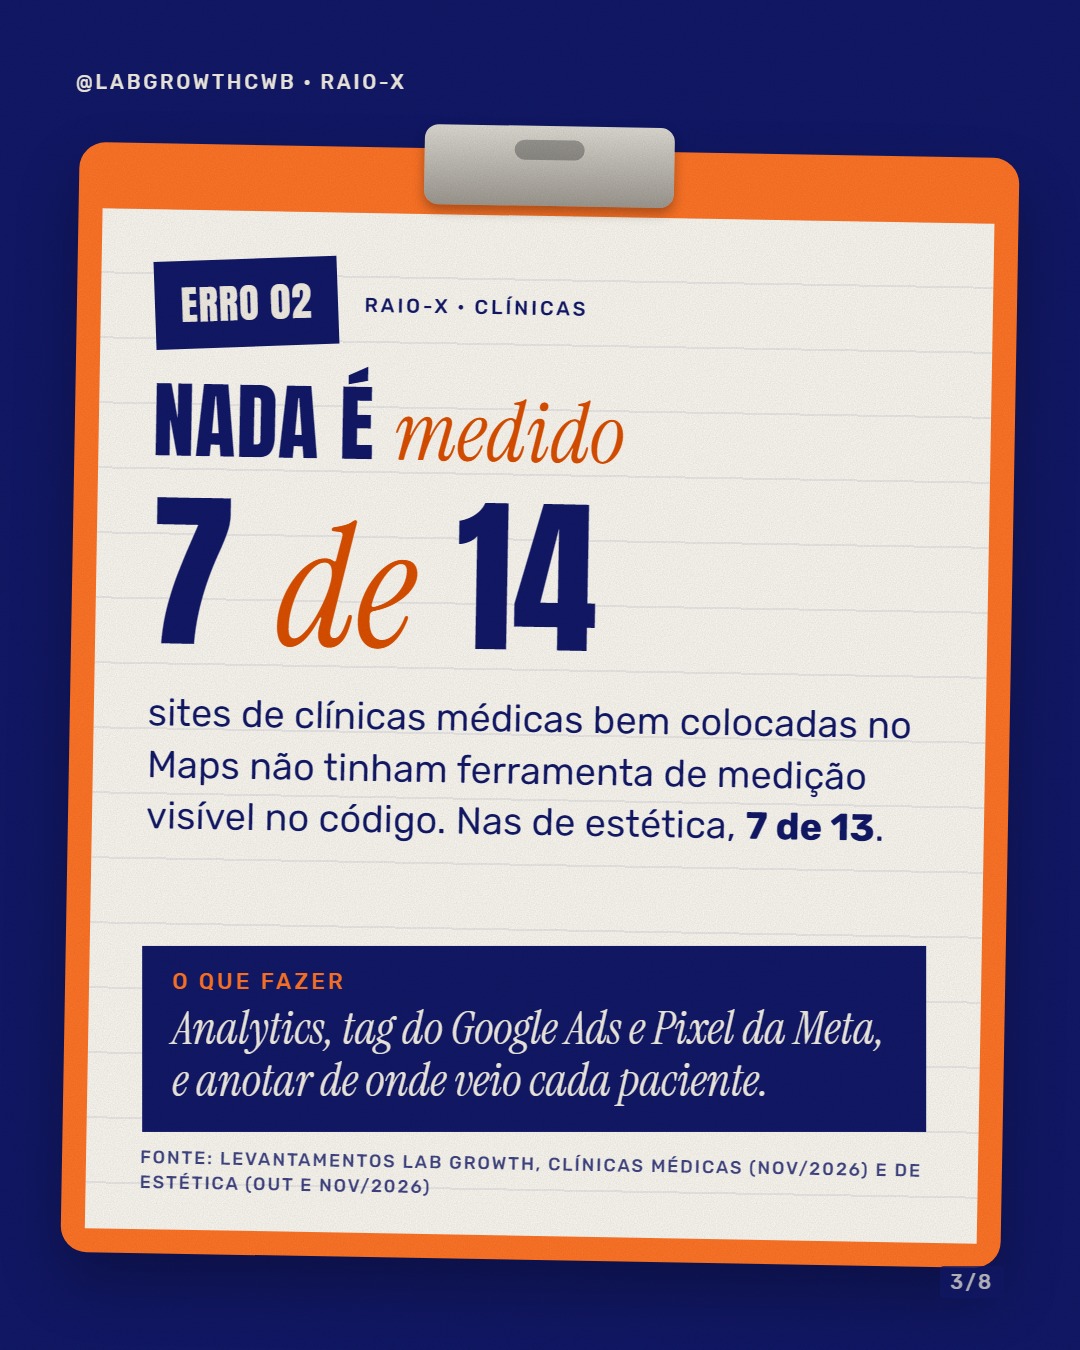 @LABGROWTHCWB • RAIO-X
ERRO 02
RAIO-X • CLÍNICAS
NADA É medido
7 de 14
sites de clínicas médicas bem colocadas no
Maps não tinham ferramenta de medição
visível no código. Nas de estética, 7 de 13.
O QUE FAZER
Analytics, tag do Google Ads e Pixel da Meta,
e anotar de onde veio cada paciente.
FONTE: LEVANTAMENTOS LAB GROWTH, CLÍNICAS MÉDICAS (NOV/2026) E DE
ESTÉTICA (OUT E NOV/2026)
3/8